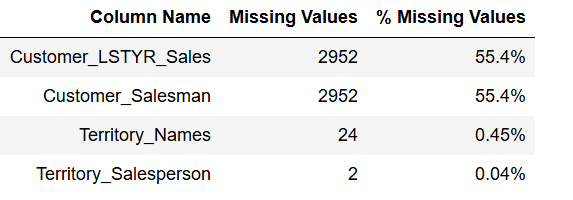 Column Name Missing Values % Missing Values
Customer_LSTYR_Sales 2952 55.4%
Customer_Salesman 2952 55.4%
Territory_Names 24 0.45%
Territory_Salesperson 2 0.04%